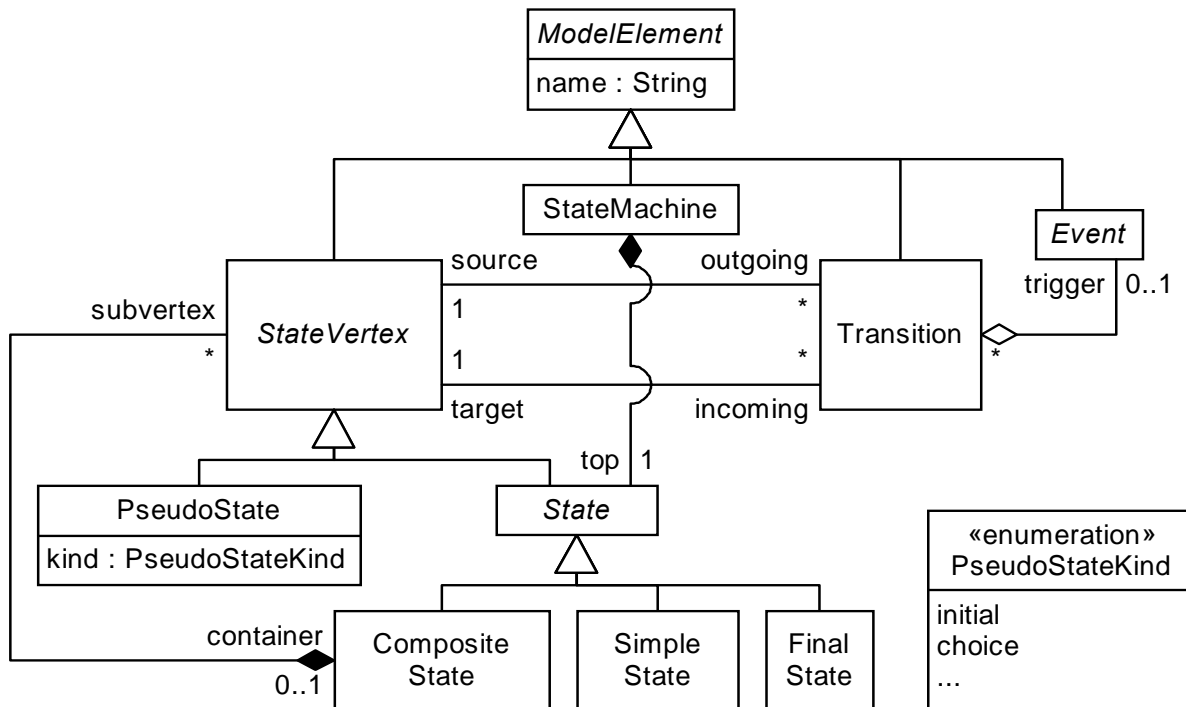 ModelElement
name : String
StateMachine
Event
source
outgoing
trigger
0..1
subvertex
*
StateVertex
1
*
Transition
*
1
*
target
incoming
top
1
PseudoState
kind : PseudoStateKind
State
«enumeration»
PseudoStateKind
initial
choice
...
container
0..1
Composite
State
Simple
State
Final
State